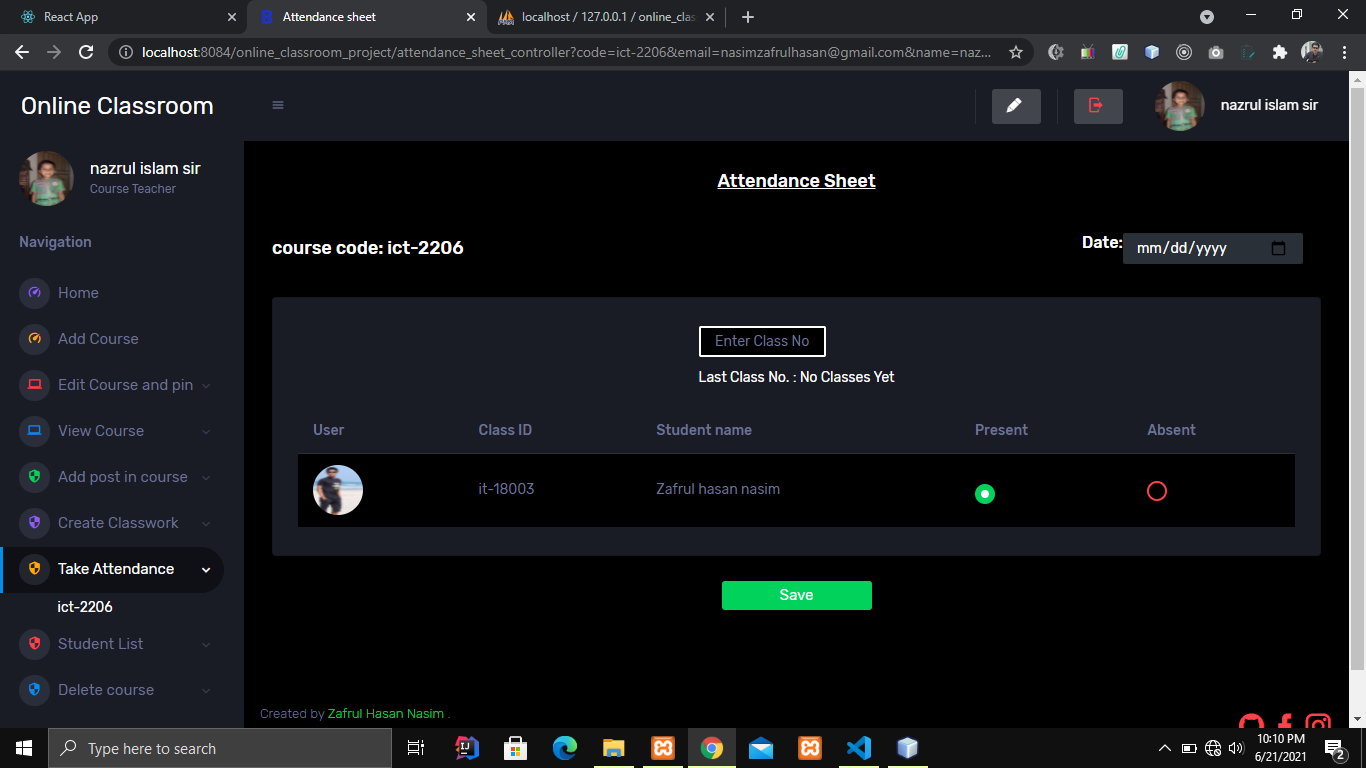 React App
Attendance sheet
localhost / 127.0.0.1 / online_clas
localhost:8084/online_classroom_project/attendance_sheet_controller?code=ict-2206&email=nasimzafrulhasan@gmail.com&name=naz...
Online Classroom
nazrul islam sir
nazrul islam sir
Course Teacher
Navigation
Home
Add Course
Edit Course and pin
View Course
Add post in course
Create Classwork
Take Attendance
ict-2206
Student List
Delete course
Attendance Sheet
course code: ict-2206
Date: mm/dd/yyyy
Enter Class No
Last Class No. : No Classes Yet
User Class ID Student name Present Absent
it-18003 Zafrul hasan nasim
Save
Created by Zafrul Hasan Nasim .
Type here to search
10:10 PM
6/21/2021
2